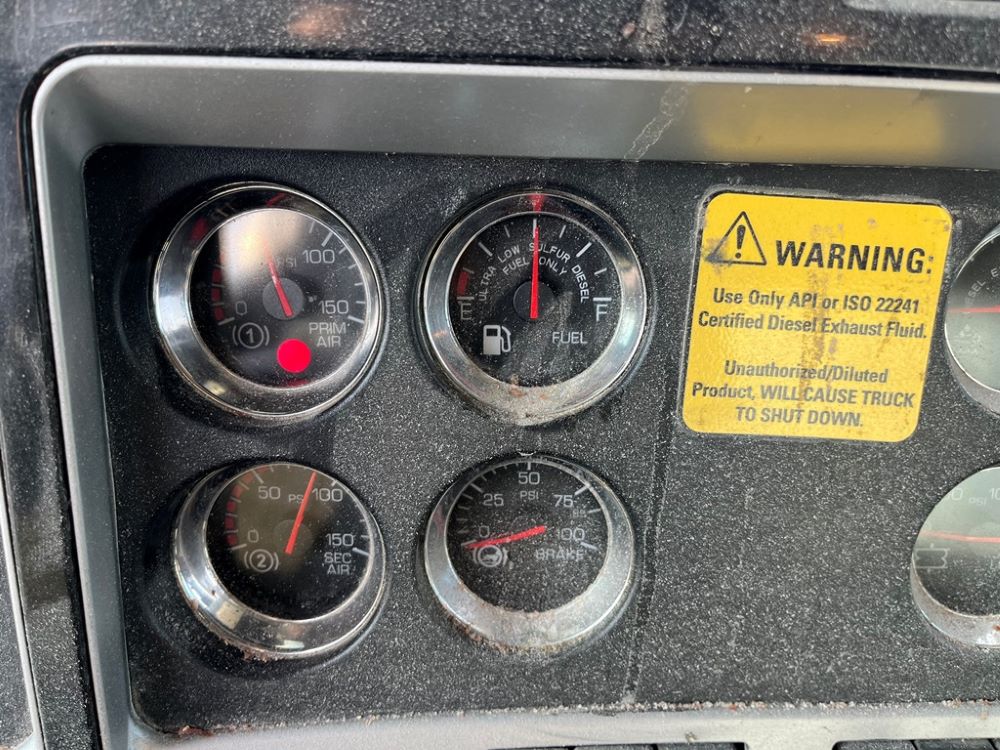 PSI
100
0
150
(1)
PRIM
AIR
ULTRA LOW SULFUR DIESEL
FUEL ONLY
E
F
FUEL
WARNING:
Use Only API or ISO 22241
Certified Diesel Exhaust Fluid.
Unauthorized/Diluted
Product, WILL CAUSE TRUCK
TO SHUT DOWN.
50
PSI
100
0
150
(2)
SEC
AIR
50
25
PSI
75
0
100
BRAKE